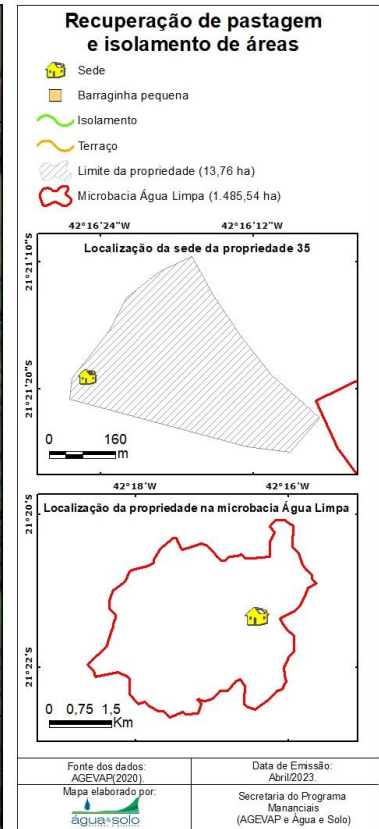 Recuperação de pastagem
e isolamento de áreas
Sede
Barraginha pequena
Isolamento
Terraço
Limite da propriedade (13,76 ha)
Microbacia Água Limpa (1.485,54 ha)
42°16'24"W 42°16'12"W
Localização da sede da propriedade 35
21°21'10"S
21°21'20"S
0 160
m
42°18'W 42°16'W
Localização da propriedade na microbacia Água Limpa
21°20'S
21°22'S
0 0,75 1,5
Km
Fonte dos dados:
AGEVAP(2020).
Data de Emissão:
Abril/2023.
Mapa elaborado por:
água&solo
Secretaria do Programa
Mananciais
(AGEVAP e Água e Solo)